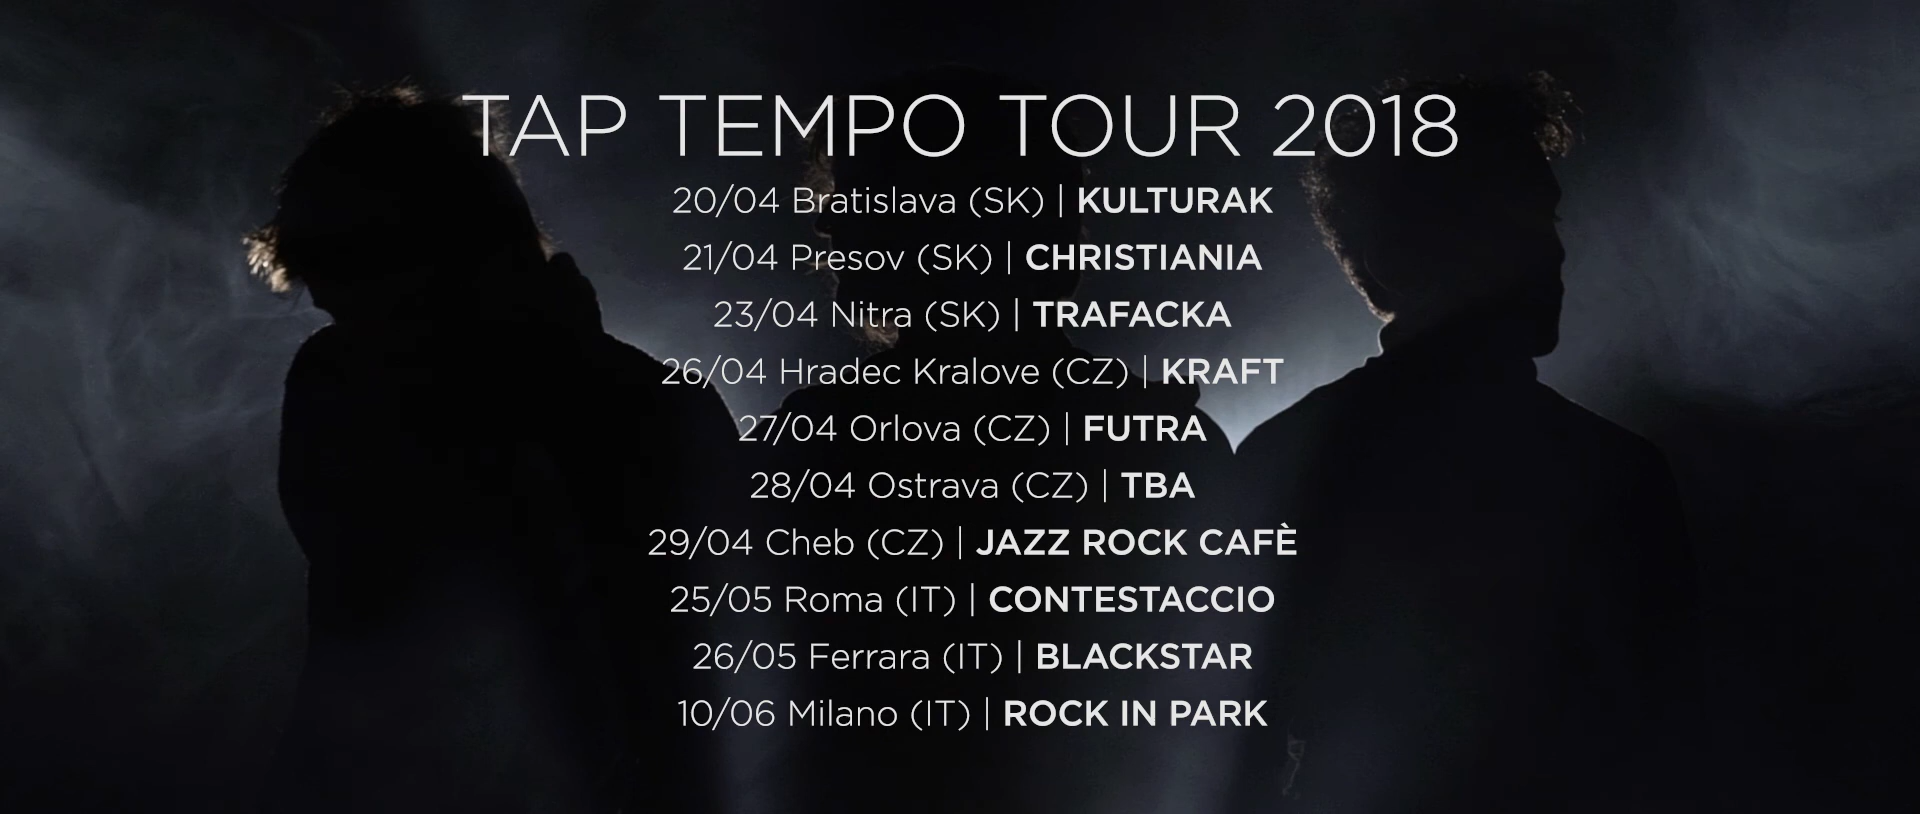 TAP TEMPO TOUR 2018
20/04 Bratislava (SK) | KULTURAK
21/04 Presov (SK) | CHRISTIANIA
23/04 Nitra (SK) | TRAFACKA
26/04 Hradec Kralove (CZ) | KRAFT
27/04 Orlova (CZ) | FUTRA
28/04 Ostrava (CZ) | TBA
29/04 Cheb (CZ) | JAZZ ROCK CAFÈ
25/05 Roma (IT) | CONTESTACCIO
26/05 Ferrara (IT) | BLACKSTAR
10/06 Milano (IT) | ROCK IN PARK